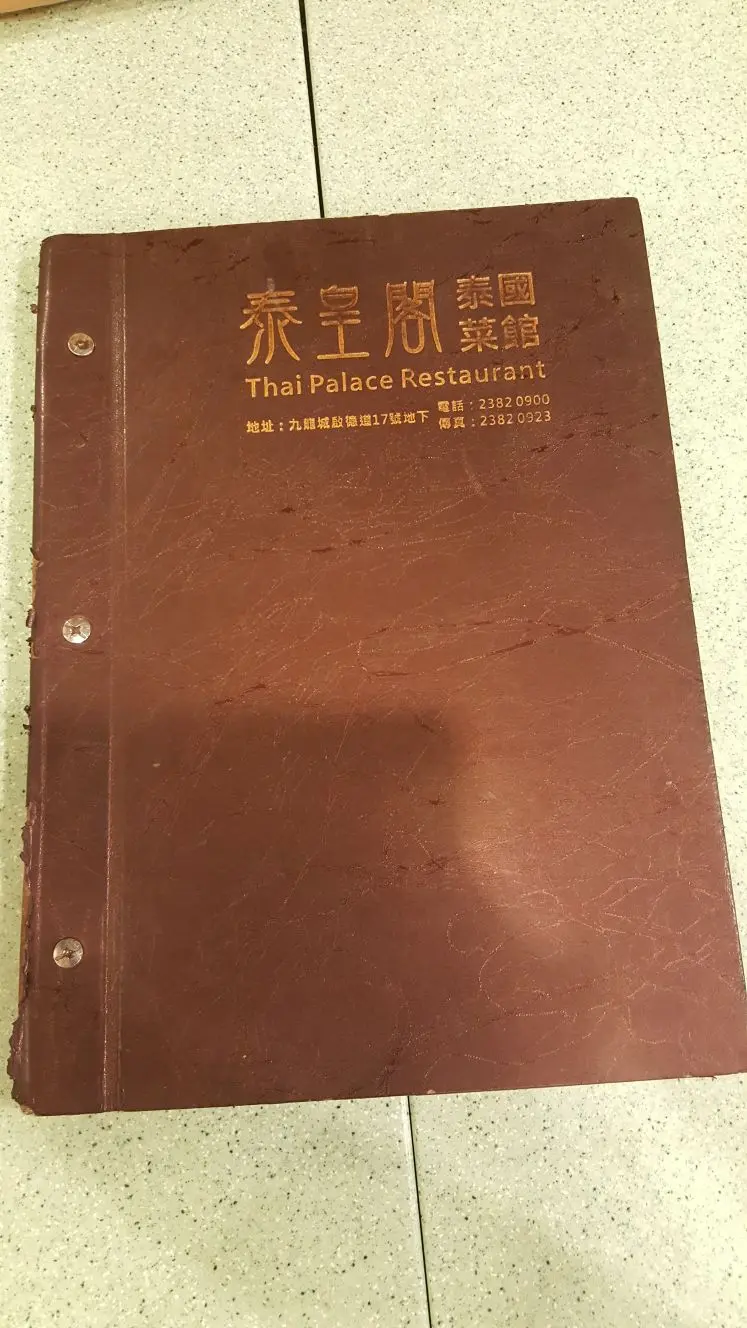 泰皇閣 泰國菜館
Thai Palace Restaurant
地址：九龍城啟德道17號地下
電話：2382 0900
傳真：2382 0923